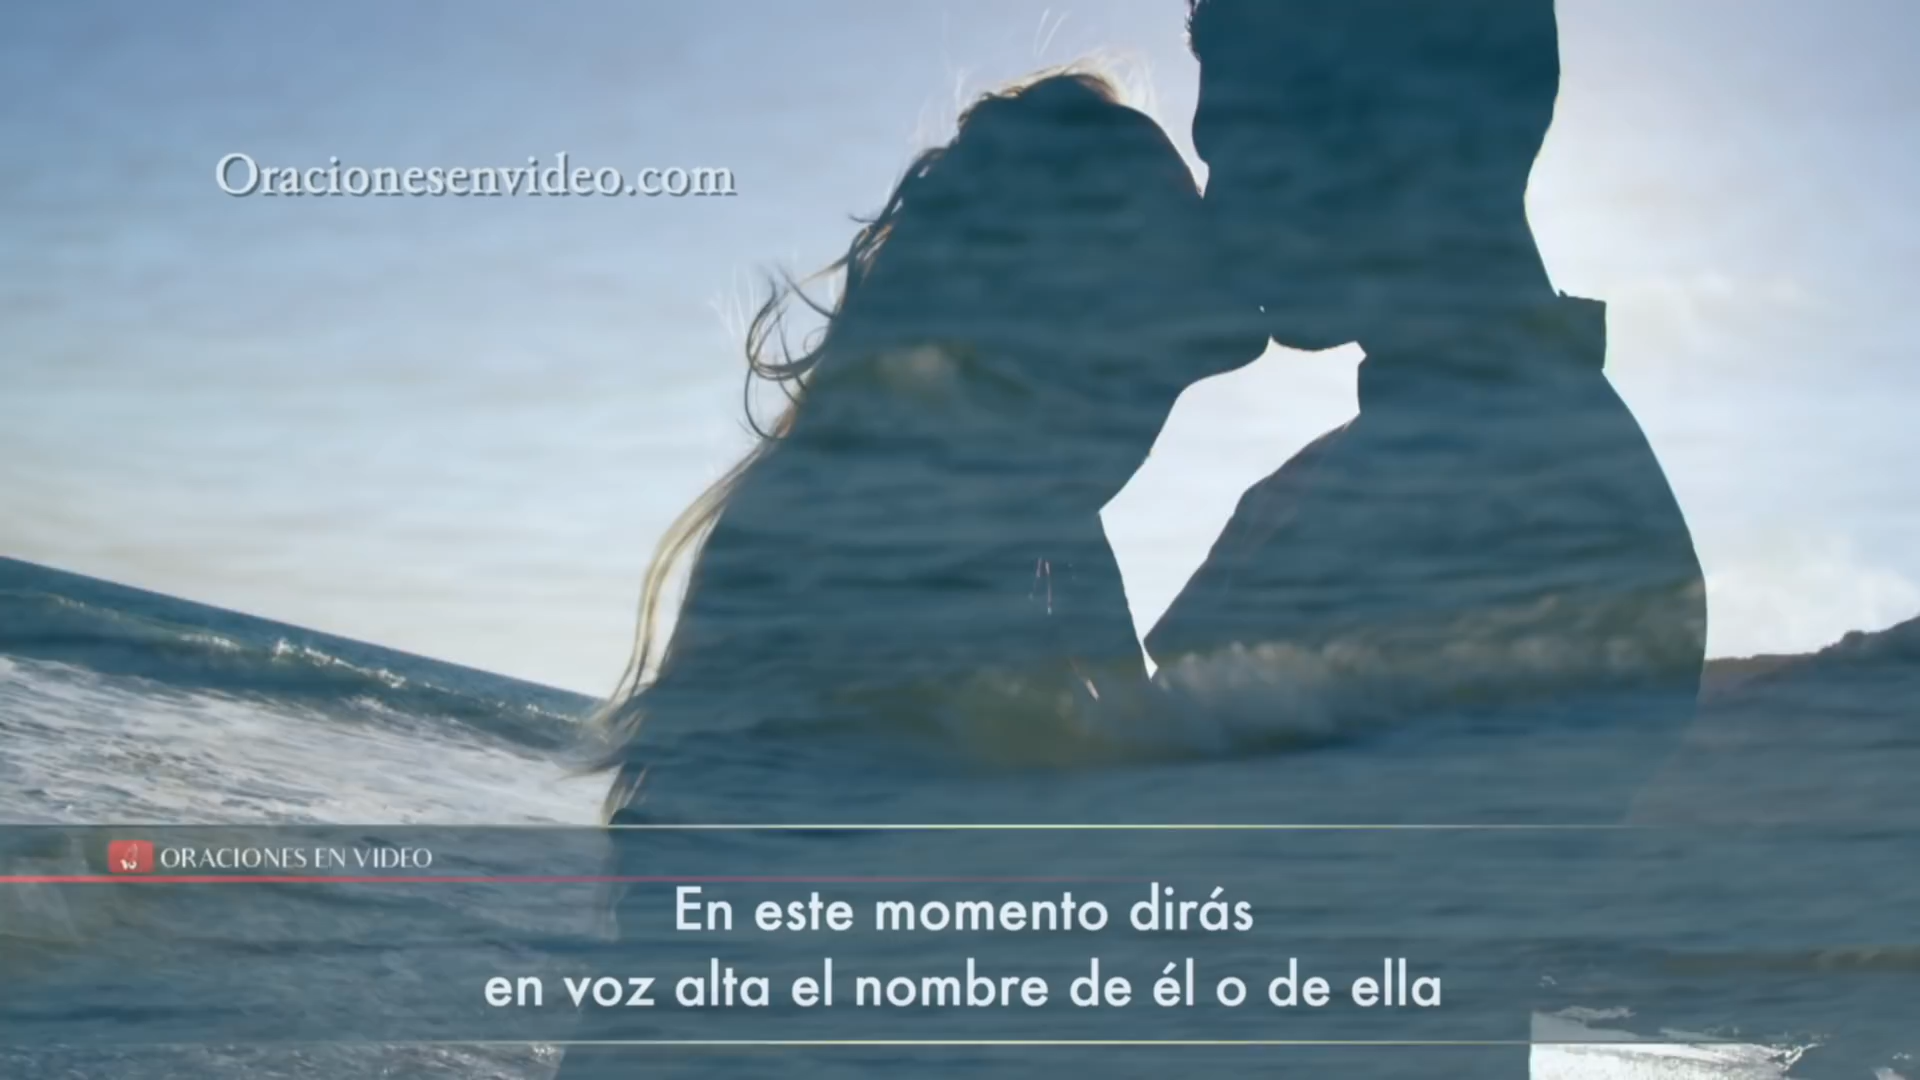 Oracionesenvideo.com
ORACIONES EN VIDEO
En este momento dirás
en voz alta el nombre de él o de ella